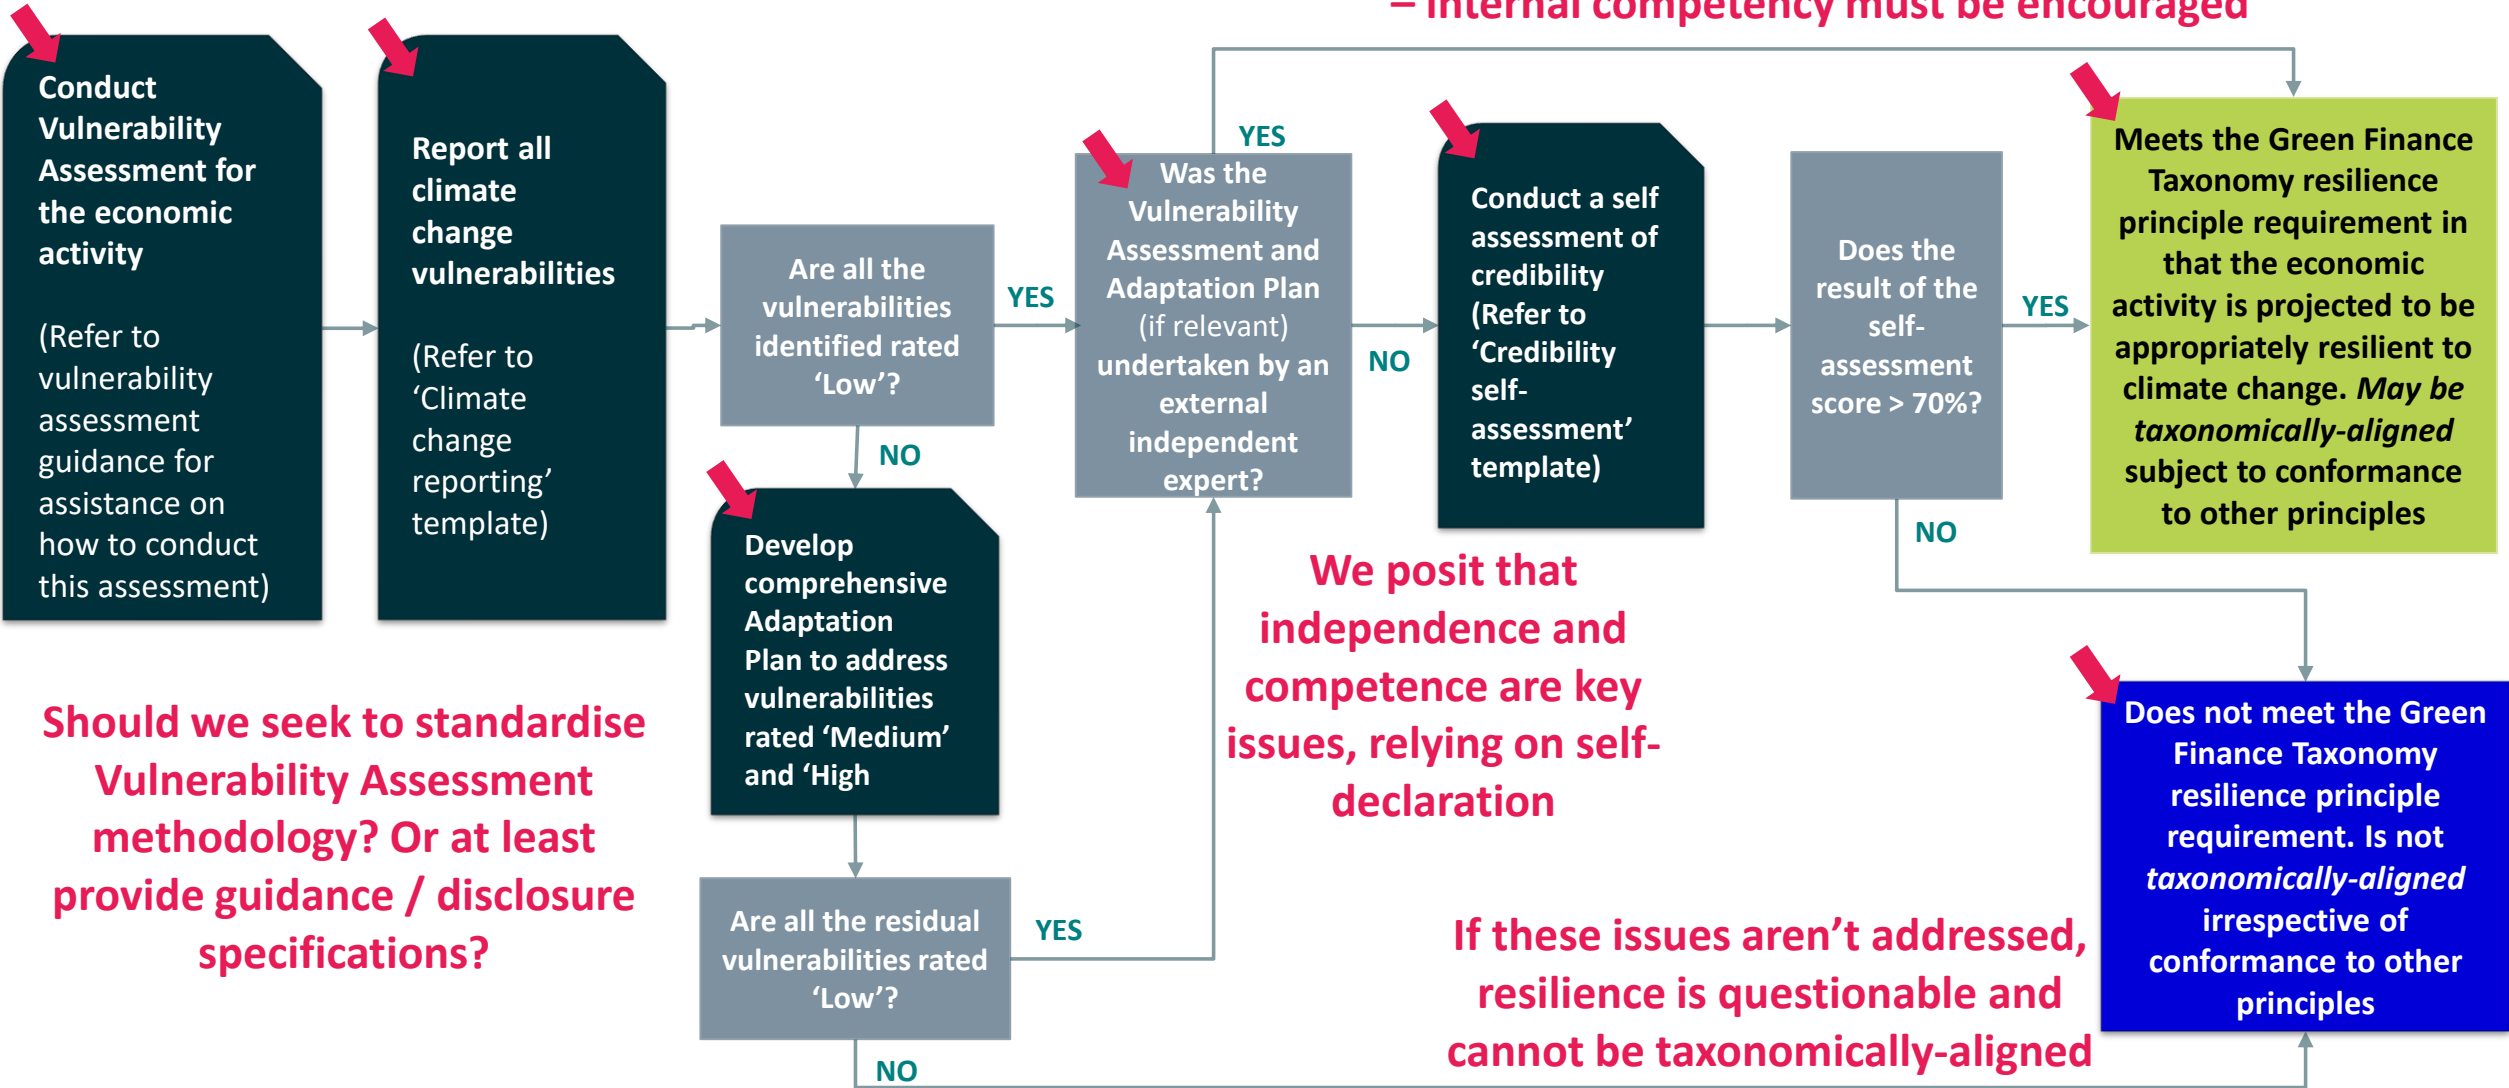 – Internal competency must be encouraged
Conduct
Vulnerability
Assessment for
the economic
activity
(Refer to
vulnerability
assessment
guidance for
assistance on
how to conduct
this assessment)
Report all
climate
change
vulnerabilities
(Refer to
‘Climate
change
reporting’
template)
Are all the
vulnerabilities
identified rated
‘Low’?
YES
NO
Develop
comprehensive
Adaptation
Plan to address
vulnerabilities
rated ‘Medium’
and ‘High
Are all the residual
vulnerabilities rated
‘Low’?
YES
NO
Was the
Vulnerability
Assessment and
Adaptation Plan
(if relevant)
undertaken by an
external
independent
expert?
YES
NO
Conduct a self
assessment of
credibility
(Refer to
‘Credibility
self-
assessment’
template)
Does the
result of the
self-
assessment
score > 70%?
YES
NO
Meets the Green Finance
Taxonomy resilience
principle requirement in
that the economic
activity is projected to be
appropriately resilient to
climate change. May be
taxonomically-aligned
subject to conformance
to other principles
Does not meet the Green
Finance Taxonomy
resilience principle
requirement. Is not
taxonomically-aligned
irrespective of
conformance to other
principles
Should we seek to standardise
Vulnerability Assessment
methodology? Or at least
provide guidance / disclosure
specifications?
We posit that
independence and
competence are key
issues, relying on self-
declaration
If these issues aren’t addressed,
resilience is questionable and
cannot be taxonomically-aligned